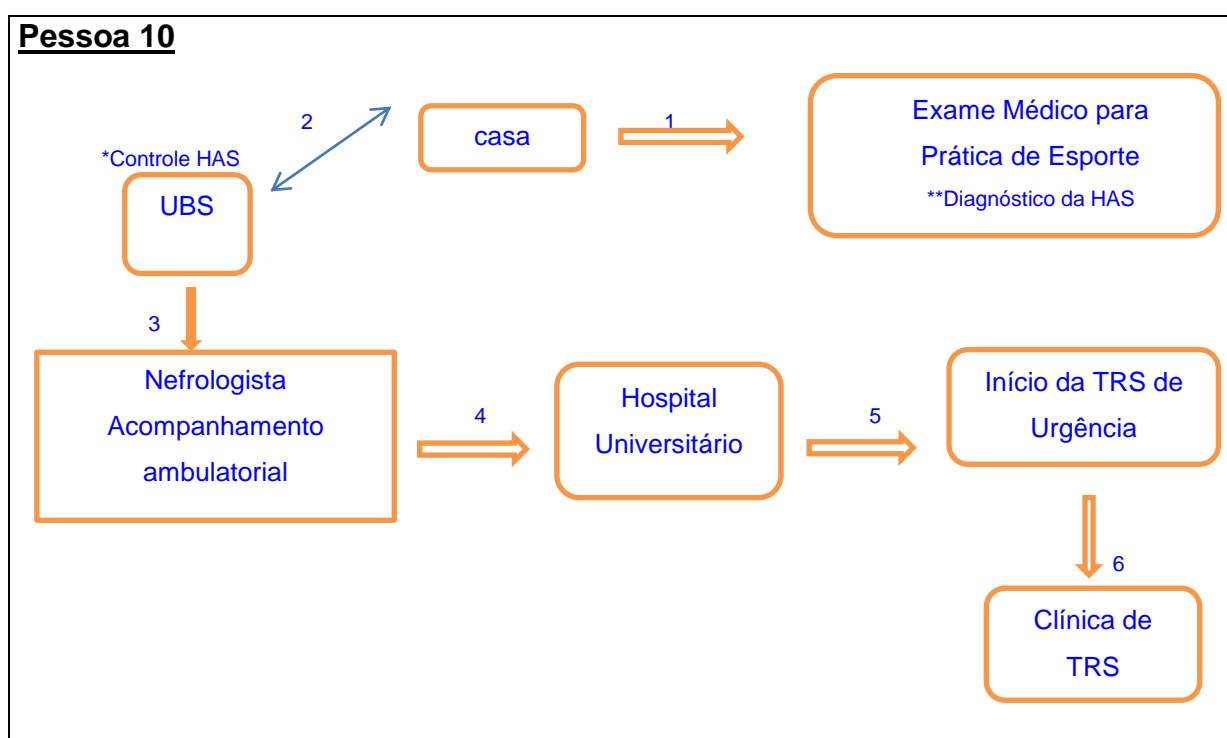 Pessoa 10
2
casa
1
Exame Médico para
Prática de Esporte
**Diagnóstico da HAS
*Controle HAS
UBS
3
Nefrologista
Acompanhamento
ambulatorial
4
Hospital
Universitário
5
Início da TRS de
Urgência
6
Clínica de
TRS